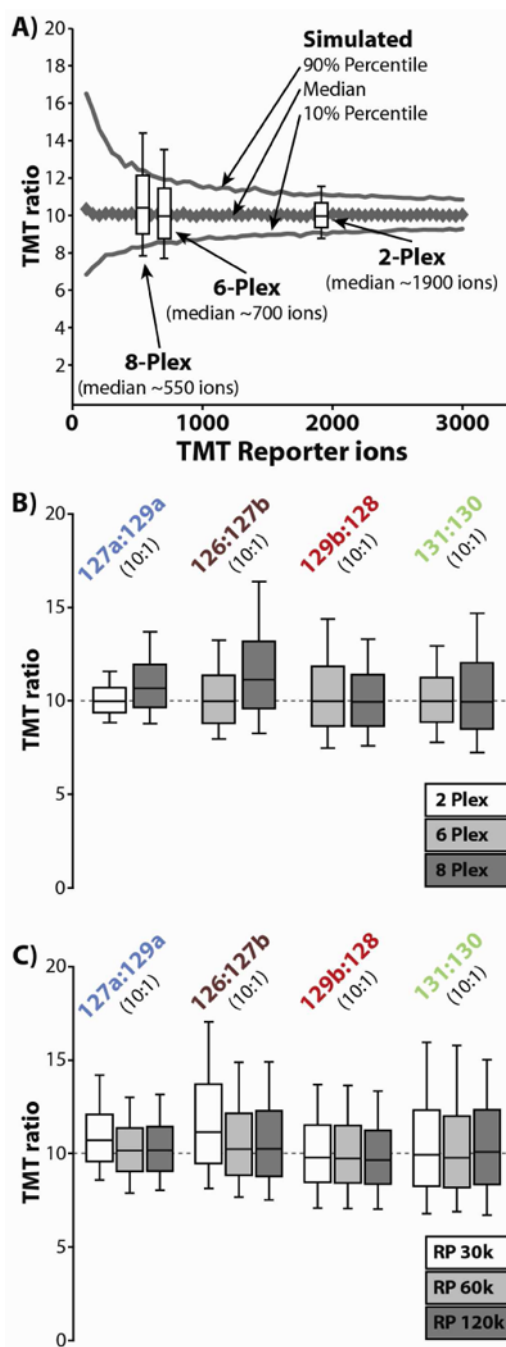 A)
20
18
16
14
12
10
8
6
4
2
0
1000
2000
3000
TMT ratio
TMT Reporter ions
Simulated
90% Percentile
Median
10% Percentile
2-Plex
(median ~1900 ions)
6-Plex
(median ~700 ions)
8-Plex
(median ~550 ions)
B)
20
15
10
5
0
TMT ratio
127a:129a
(10:1)
126:127b
(10:1)
129b:128
(10:1)
131:130
(10:1)
2 Plex
6 Plex
8 Plex
C)
20
15
10
5
0
TMT ratio
127a:129a
(10:1)
126:127b
(10:1)
129b:128
(10:1)
131:130
(10:1)
RP 30k
RP 60k
RP 120k